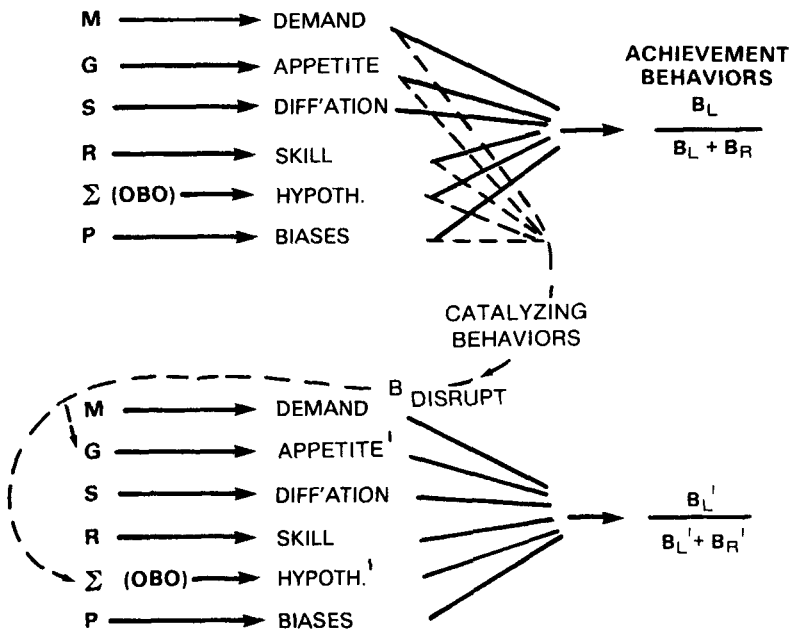 M DEMAND
G APPETITE
S DIFF'ATION
R SKILL
Σ (OBO) HYPOTH.
P BIASES
ACHIEVEMENT
BEHAVIORS
B_L
B_L + B_R
CATALYZING
BEHAVIORS
B DISRUPT
M DEMAND
G APPETITE'
S DIFF'ATION
R SKILL
Σ (OBO) HYPOTH.'
P BIASES
B_L'
B_L' + B_R'